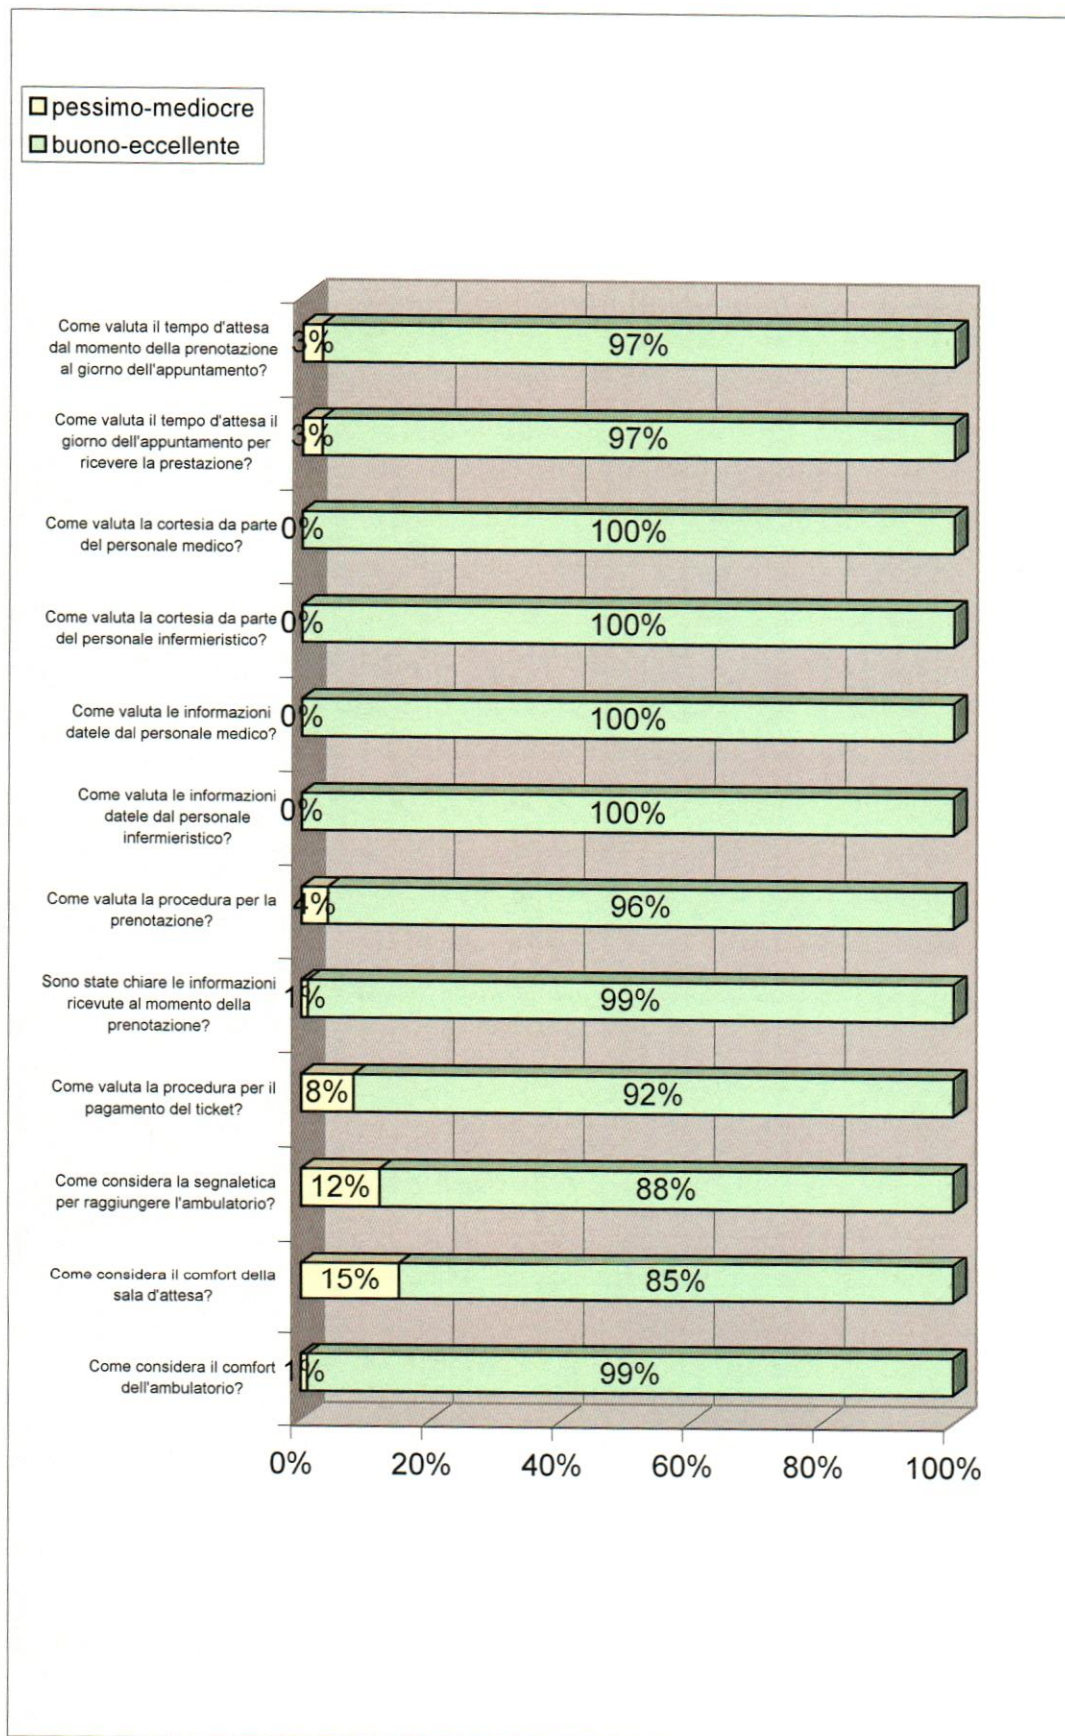 pessimo-mediocre
buono-eccellente
Come valuta il tempo d'attesa
dal momento della prenotazione
al giorno dell'appuntamento?
3%
97%
Come valuta il tempo d'attesa il
giorno dell'appuntamento per
ricevere la prestazione?
3%
97%
Come valuta la cortesia da parte
del personale medico?
0%
100%
Come valuta la cortesia da parte
del personale infermieristico?
0%
100%
Come valuta le informazioni
datele dal personale medico?
0%
100%
Come valuta le informazioni
datele dal personale
infermieristico?
0%
100%
Come valuta la procedura per la
prenotazione?
4%
96%
Sono state chiare le informazioni
ricevute al momento della
prenotazione?
1%
99%
Come valuta la procedura per il
pagamento del ticket?
8%
92%
Come considera la segnaletica
per raggiungere l'ambulatorio?
12%
88%
Come considera il comfort della
sala d'attesa?
15%
85%
Come considera il comfort
dell'ambulatorio?
1%
99%
0%
20%
40%
60%
80%
100%